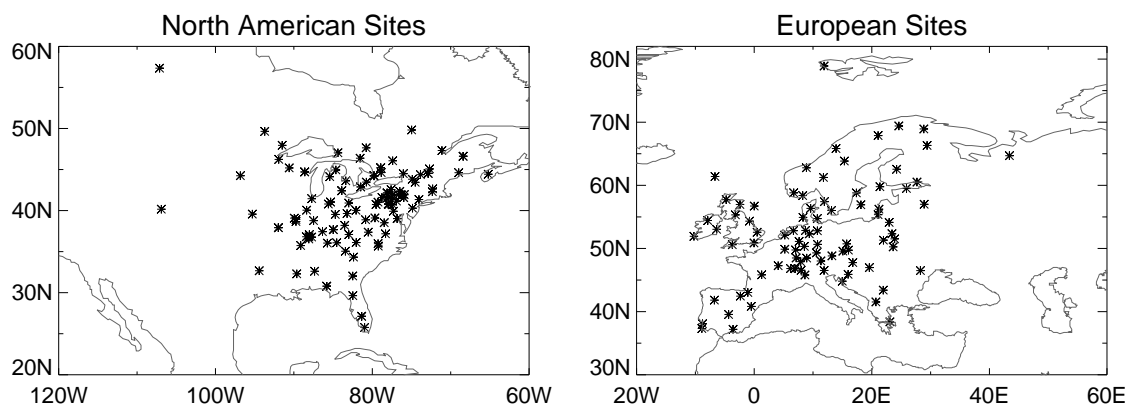 North American Sites
60N
50N
40N
30N
20N
120W 100W 80W 60W
European Sites
80N
70N
60N
50N
40N
30N
20W 0 20E 40E 60E